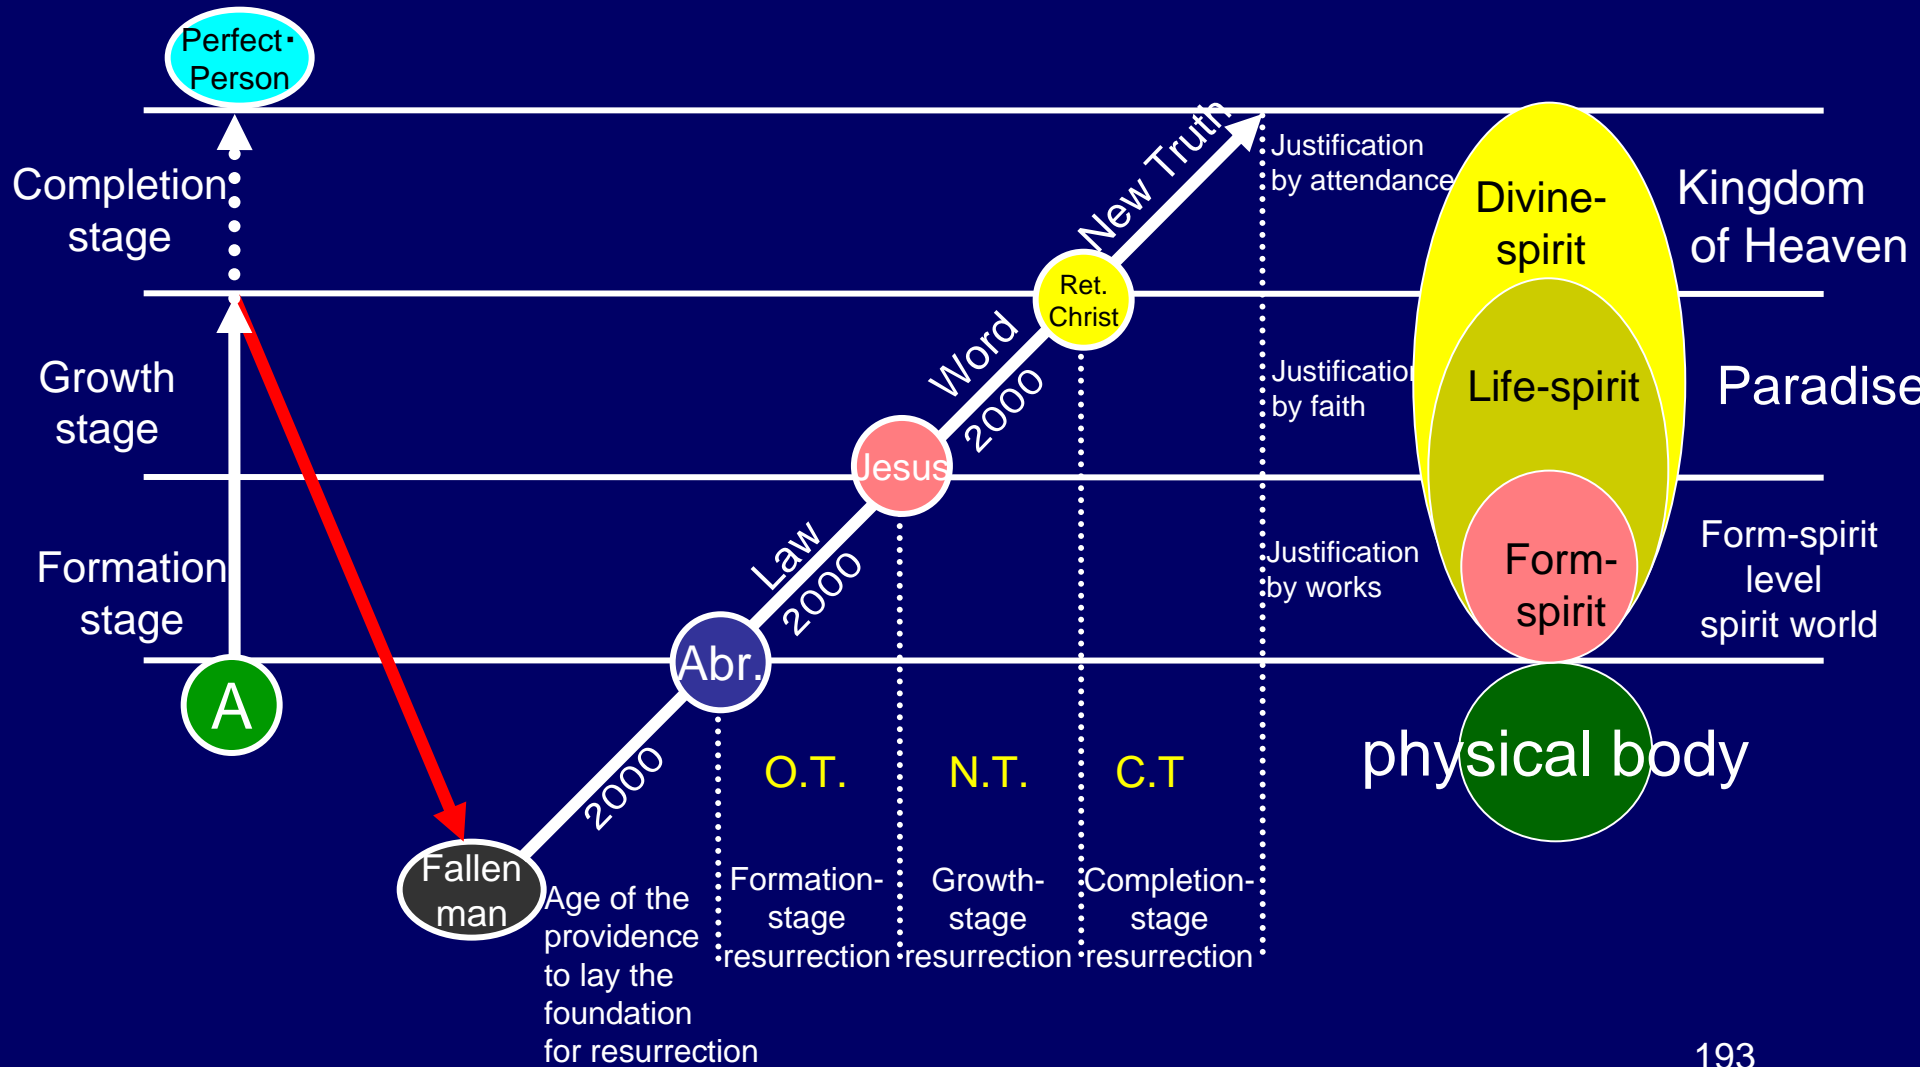 Perfect・
Person
Completion
stage
Growth
stage
Formation
stage
A
Fallen
man
2000
Age of the
providence
to lay the
foundation
for resurrection
Abr.
Law
2000
Jesus
Word
2000
Ret.
Christ
New Truth
O.T.
N.T.
C.T
Formation-
stage
resurrection
Growth-
stage
resurrection
Completion-
stage
resurrection
Justification
by attendance
Justification
by faith
Justification
by works
Divine-
spirit
Life-spirit
Form-
spirit
physical body
Kingdom
of Heaven
Paradise
Form-spirit
level
spirit world
193